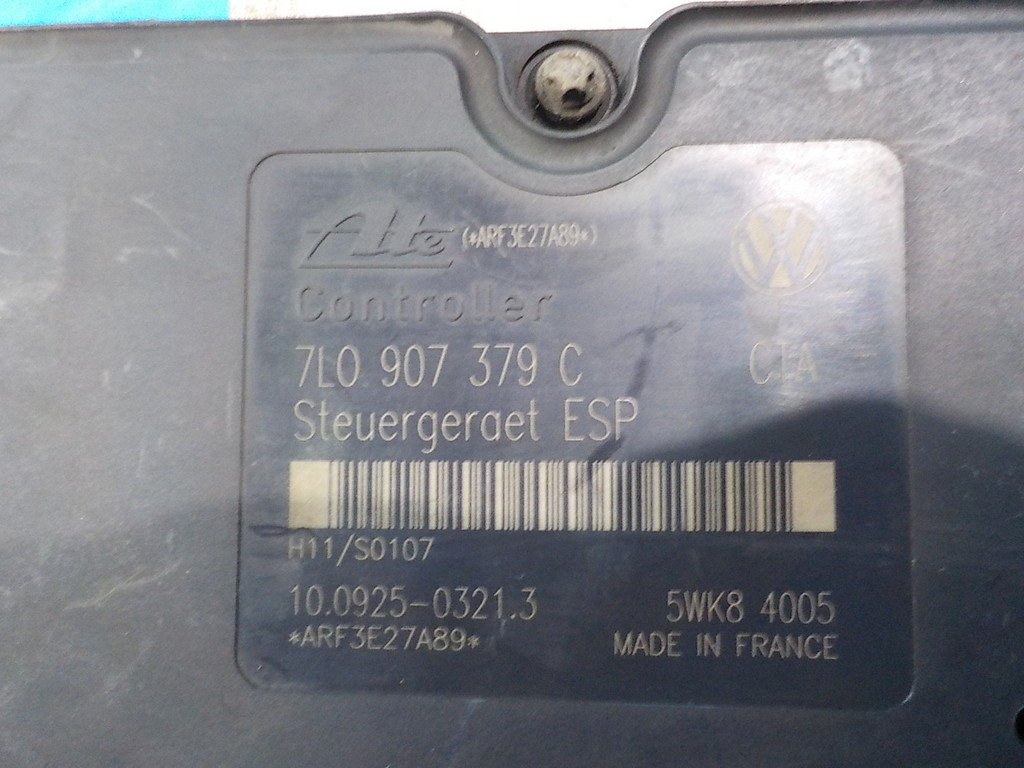 Ate (*ARF3E27A89*)
Controller
7L0 907 379 C CTA
Steuergeraet ESP
H11/S0107
10.0925-0321.3 5WK8 4005
*ARF3E27A89* MADE IN FRANCE